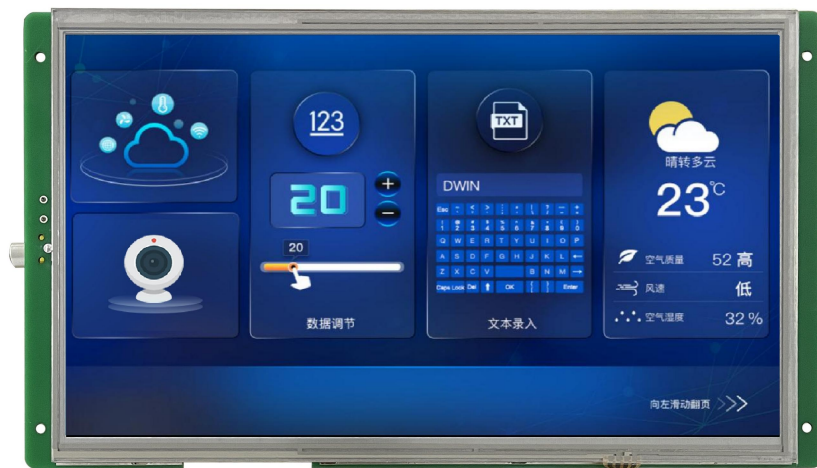 123
20
20
数据调节
TXT
DWIN
Esc
Q W E R T Y U I O P
A S D F G H J K L ←
Z X C V B N M →
Caps Lock Del OK Enter
文本录入
晴转多云
23℃
空气质量 52 高
风速 低
空气湿度 32%
向左滑动翻页 >>>